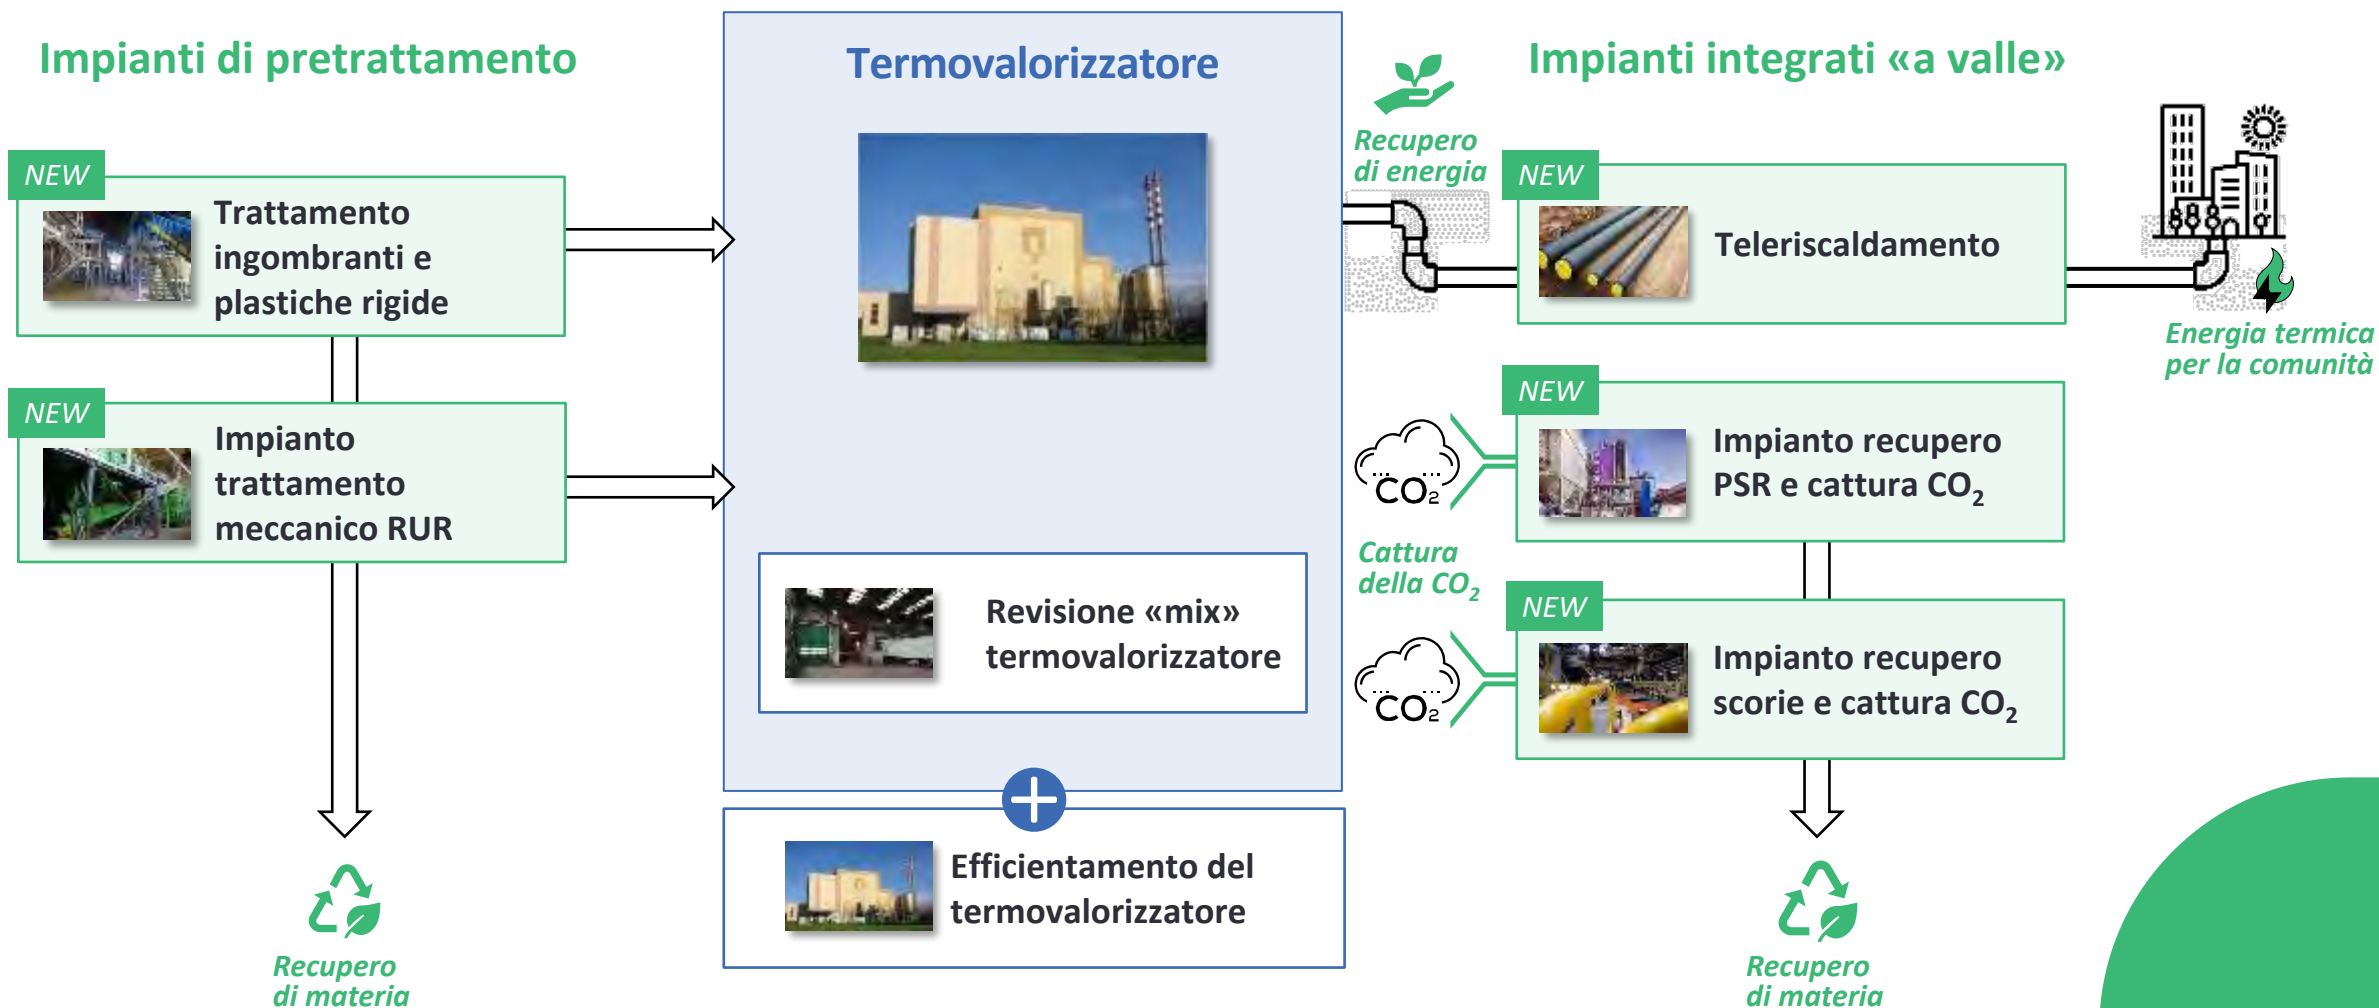 Impianti di pretrattamento
NEW
Trattamento
ingombranti e
plastiche rigide
NEW
Impianto
trattamento
meccanico RUR
Recupero
di materia
Termovalorizzatore
Revisione «mix»
termovalorizzatore
Efficientamento del
termovalorizzatore
Impianti integrati «a valle»
Recupero
di energia
NEW
Teleriscaldamento
Energia termica
per la comunità
NEW
CO₂
Impianto recupero
PSR e cattura CO₂
Cattura
della CO₂
NEW
CO₂
Impianto recupero
scorie e cattura CO₂
Recupero
di materia